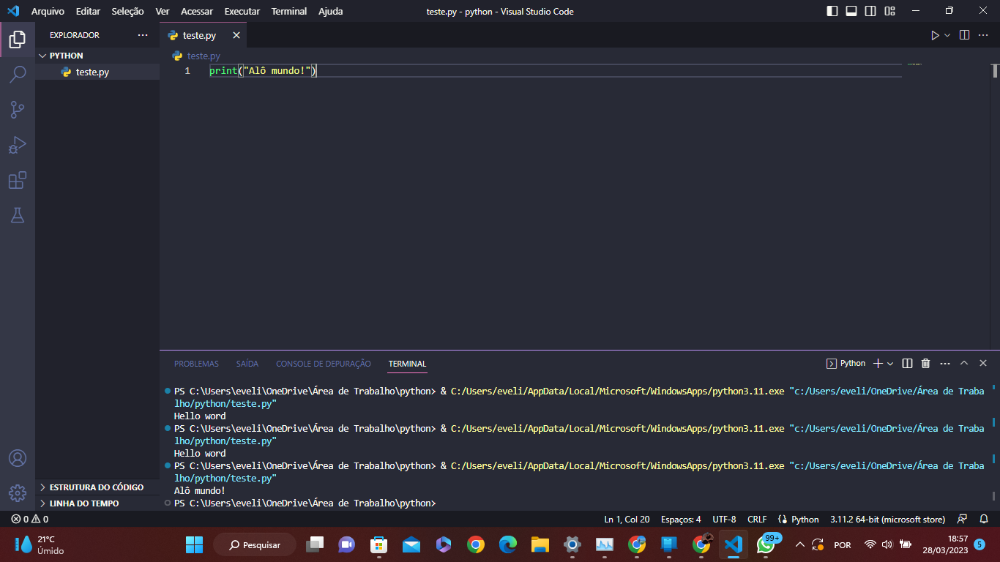 Arquivo Editar Seleção Ver Acessar Executar Terminal Ajuda teste.py - python - Visual Studio Code
EXPLORADOR
PYTHON
teste.py
teste.py
teste.py
1 print("Alô mundo!")
PROBLEMAS SAÍDA CONSOLE DE DEPURAÇÃO TERMINAL Python
PS C:\Users\eveli\OneDrive\Área de Trabalho\python> & C:/Users/eveli/AppData/Local/Microsoft/WindowsApps/python3.11.exe "c:/Users/eveli/OneDrive/Área de Traba
lho/python/teste.py"
Hello word
PS C:\Users\eveli\OneDrive\Área de Trabalho\python> & C:/Users/eveli/AppData/Local/Microsoft/WindowsApps/python3.11.exe "c:/Users/eveli/OneDrive/Área de Traba
lho/python/teste.py"
Hello word
PS C:\Users\eveli\OneDrive\Área de Trabalho\python> & C:/Users/eveli/AppData/Local/Microsoft/WindowsApps/python3.11.exe "c:/Users/eveli/OneDrive/Área de Traba
lho/python/teste.py"
Alô mundo!
PS C:\Users\eveli\OneDrive\Área de Trabalho\python>
ESTRUTURA DO CÓDIGO
LINHA DO TEMPO
0 0 Ln 1, Col 20 Espaços: 4 UTF-8 CRLF Python 3.11.2 64-bit (microsoft store)
21°C
Úmido
Pesquisar
99+
POR
18:57
28/03/2023
5